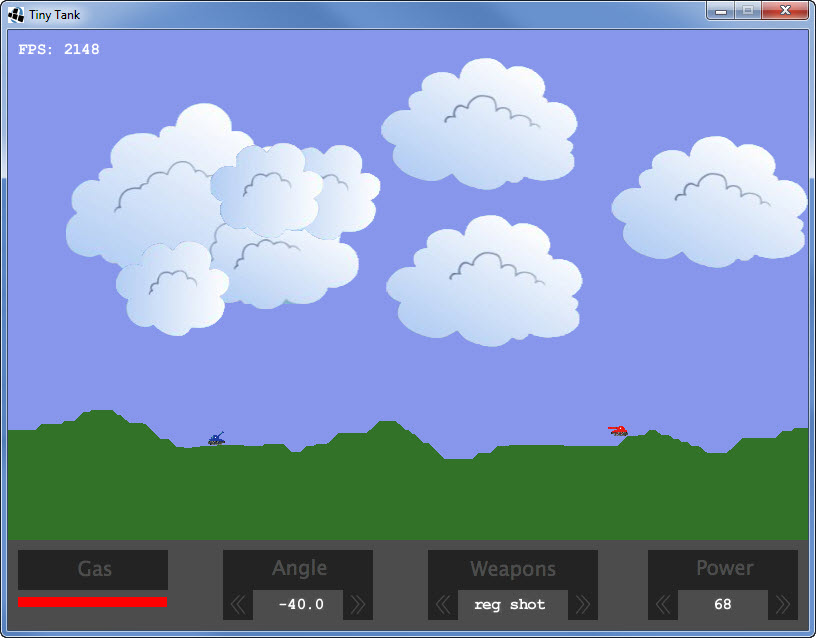 Tiny Tank
FPS: 2148
Gas
Angle
Weapons
Power
-40.0
reg shot
68